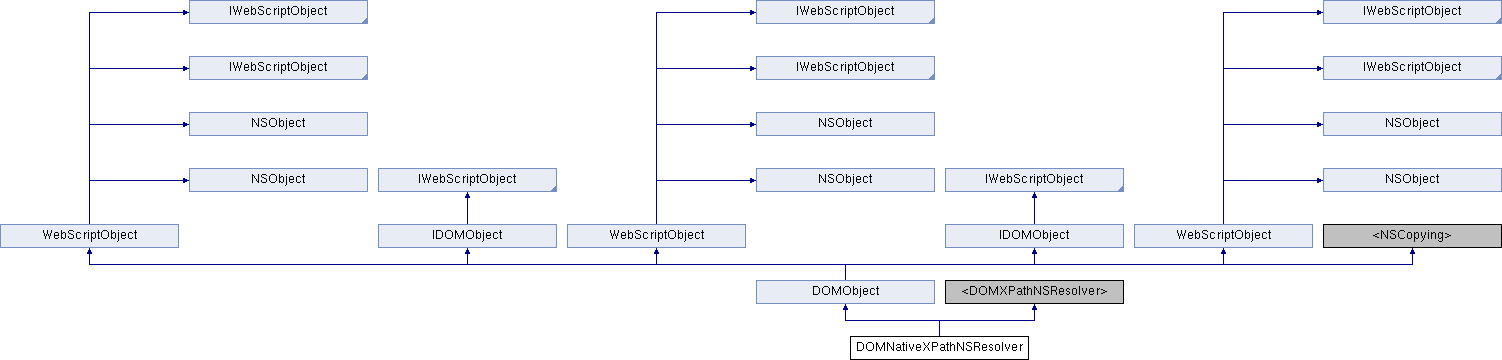 IWebScriptObject IWebScriptObject IWebScriptObject
IWebScriptObject IWebScriptObject IWebScriptObject
NSObject NSObject NSObject
NSObject IWebScriptObject NSObject IWebScriptObject NSObject
WebScriptObject IDOMObject WebScriptObject IDOMObject WebScriptObject <NSCopying>
DOMObject <DOMXPathNSResolver>
DOMNativeXPathNSResolver